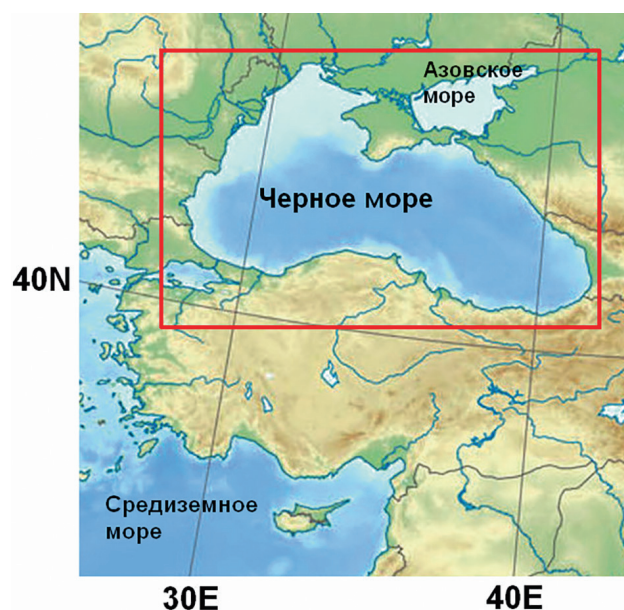 Азовское
море
Черное море
40N
Средиземное
море
30E
40E